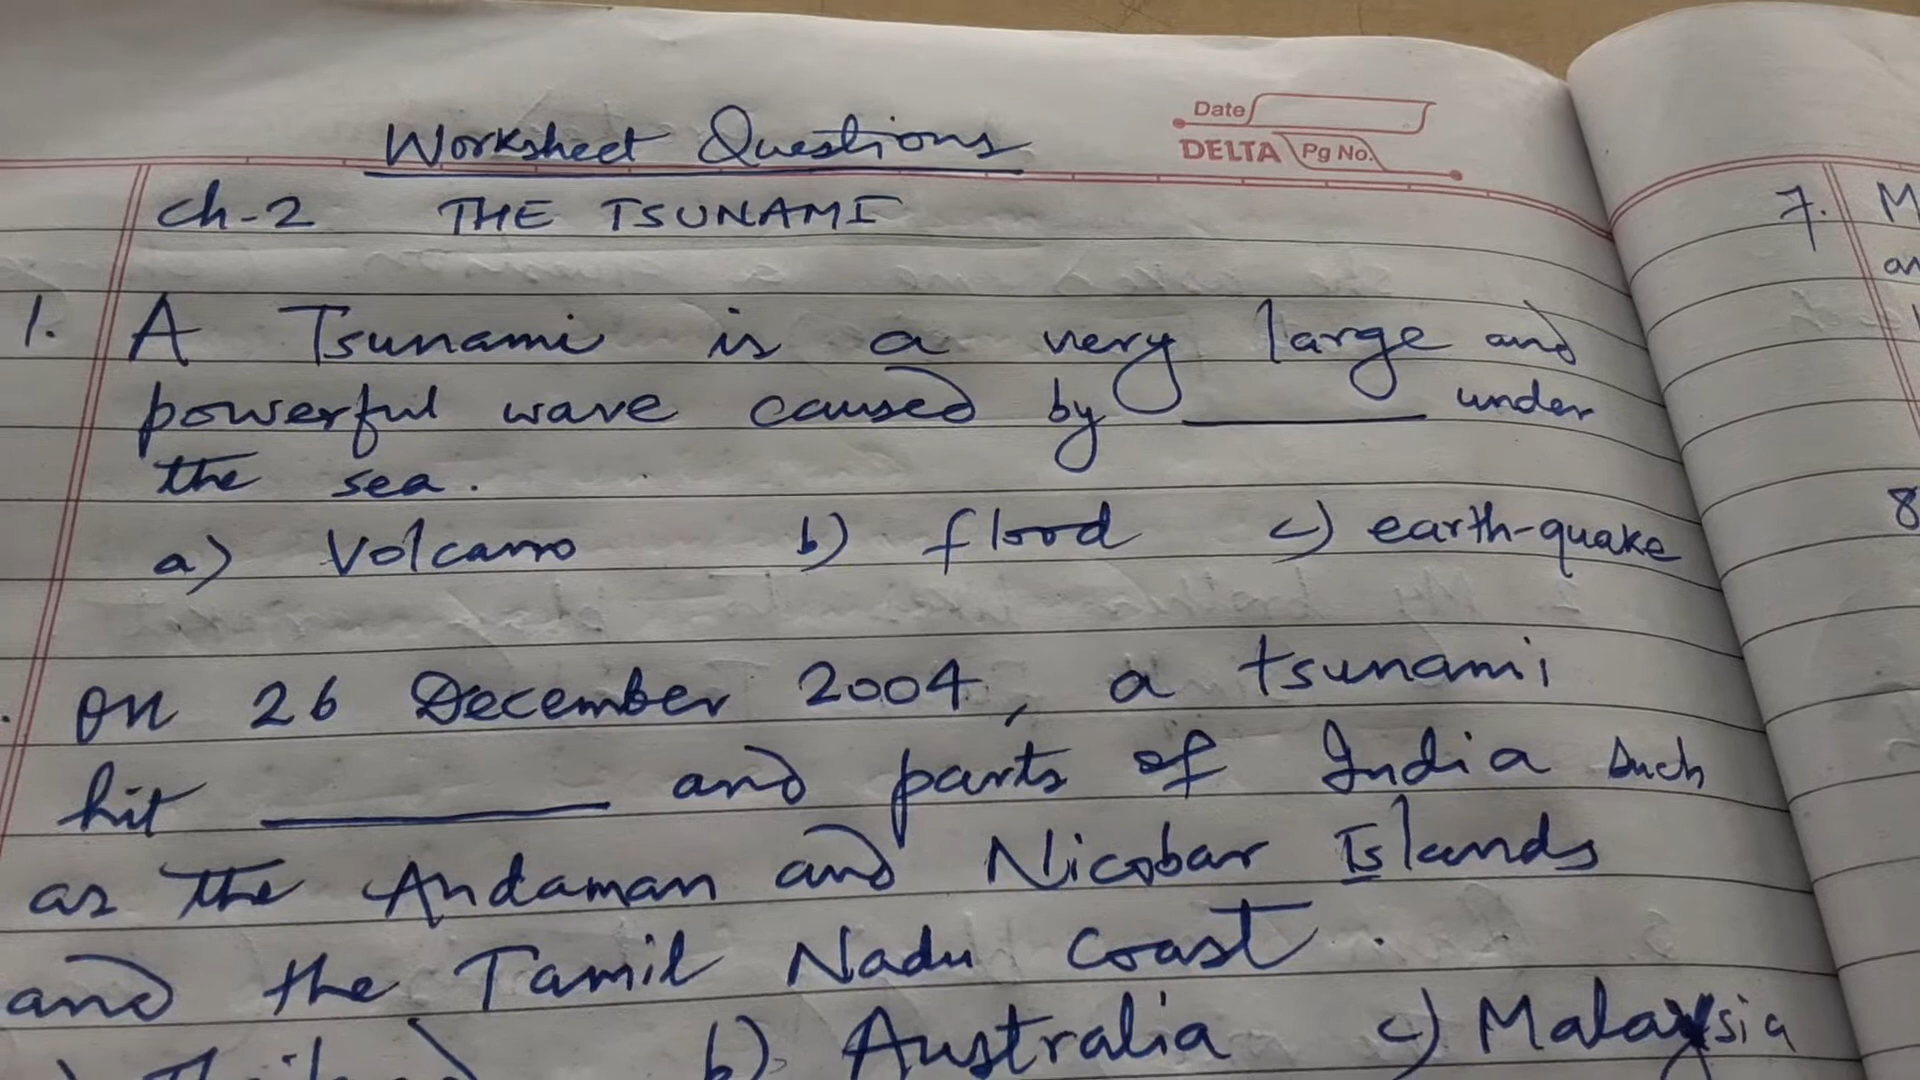 Worksheet Questions
Date
DELTA Pg No.
Ch-2 THE TSUNAMI
1. A Tsunami is a very large and
powerful wave caused by ________ under
the sea.
a) Volcano b) flood c) earth-quake
On 26 December 2004, a tsunami
hit ________ and parts of India such
as the Andaman and Nicobar Islands
and the Tamil Nadu Coast.
b) Australia c) Malaysia
7. M
8